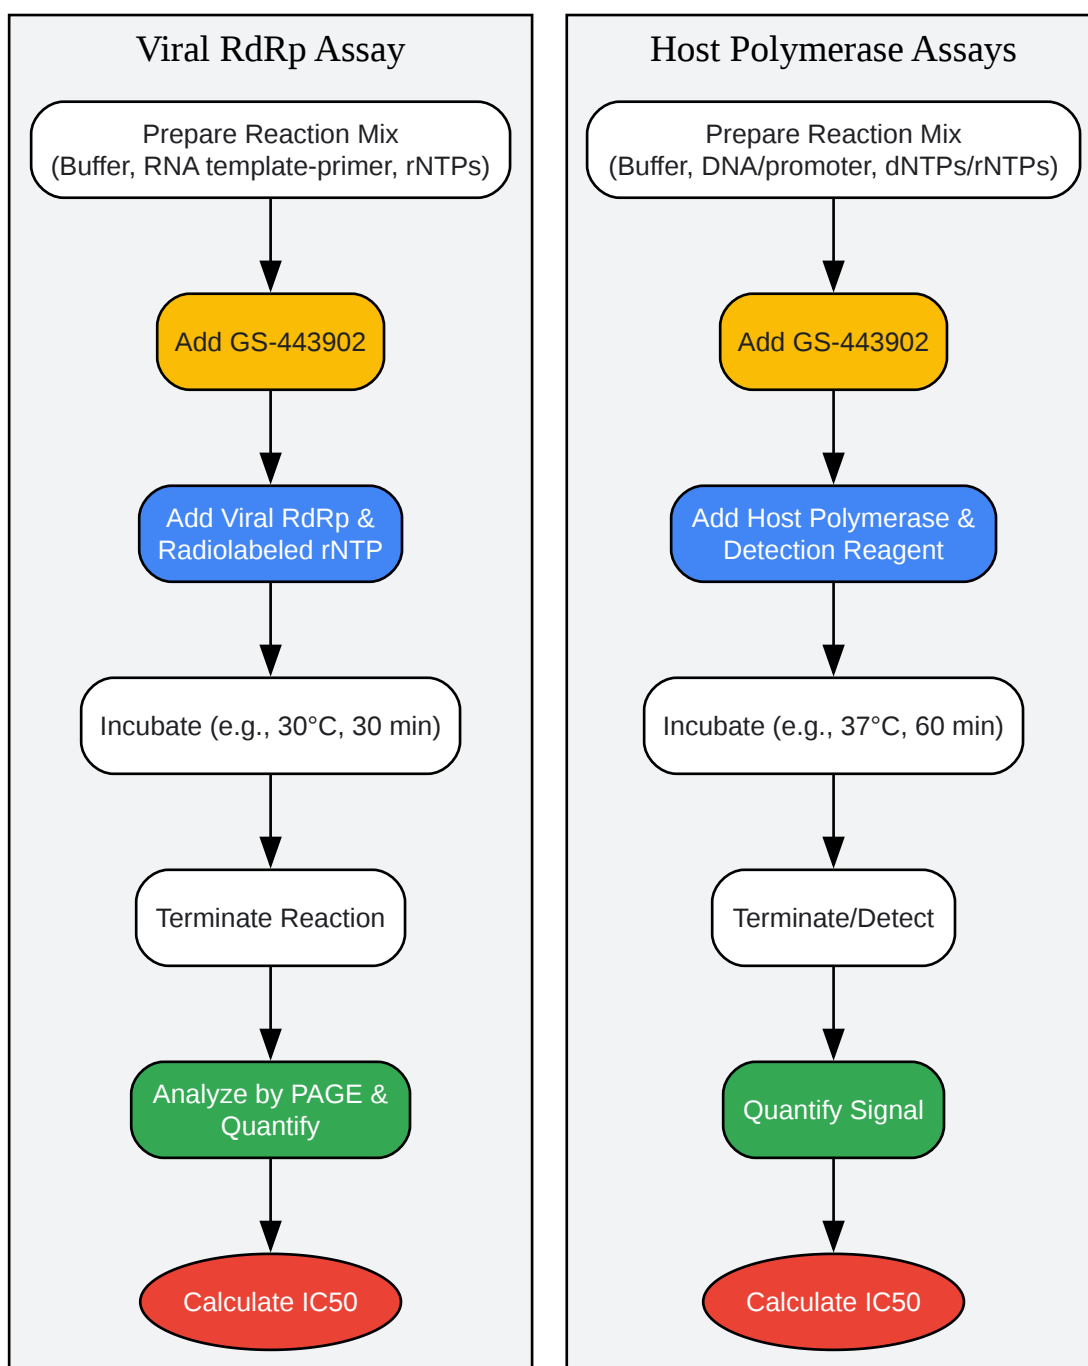 Viral RdRp Assay
Prepare Reaction Mix
(Buffer, RNA template-primer, rNTPs)
Add GS-443902
Add Viral RdRp &
Radiolabeled rNTP
Incubate (e.g., 30°C, 30 min)
Terminate Reaction
Analyze by PAGE &
Quantify
Calculate IC50
Host Polymerase Assays
Prepare Reaction Mix
(Buffer, DNA/promoter, dNTPs/rNTPs)
Add GS-443902
Add Host Polymerase &
Detection Reagent
Incubate (e.g., 37°C, 60 min)
Terminate/Detect
Quantify Signal
Calculate IC50